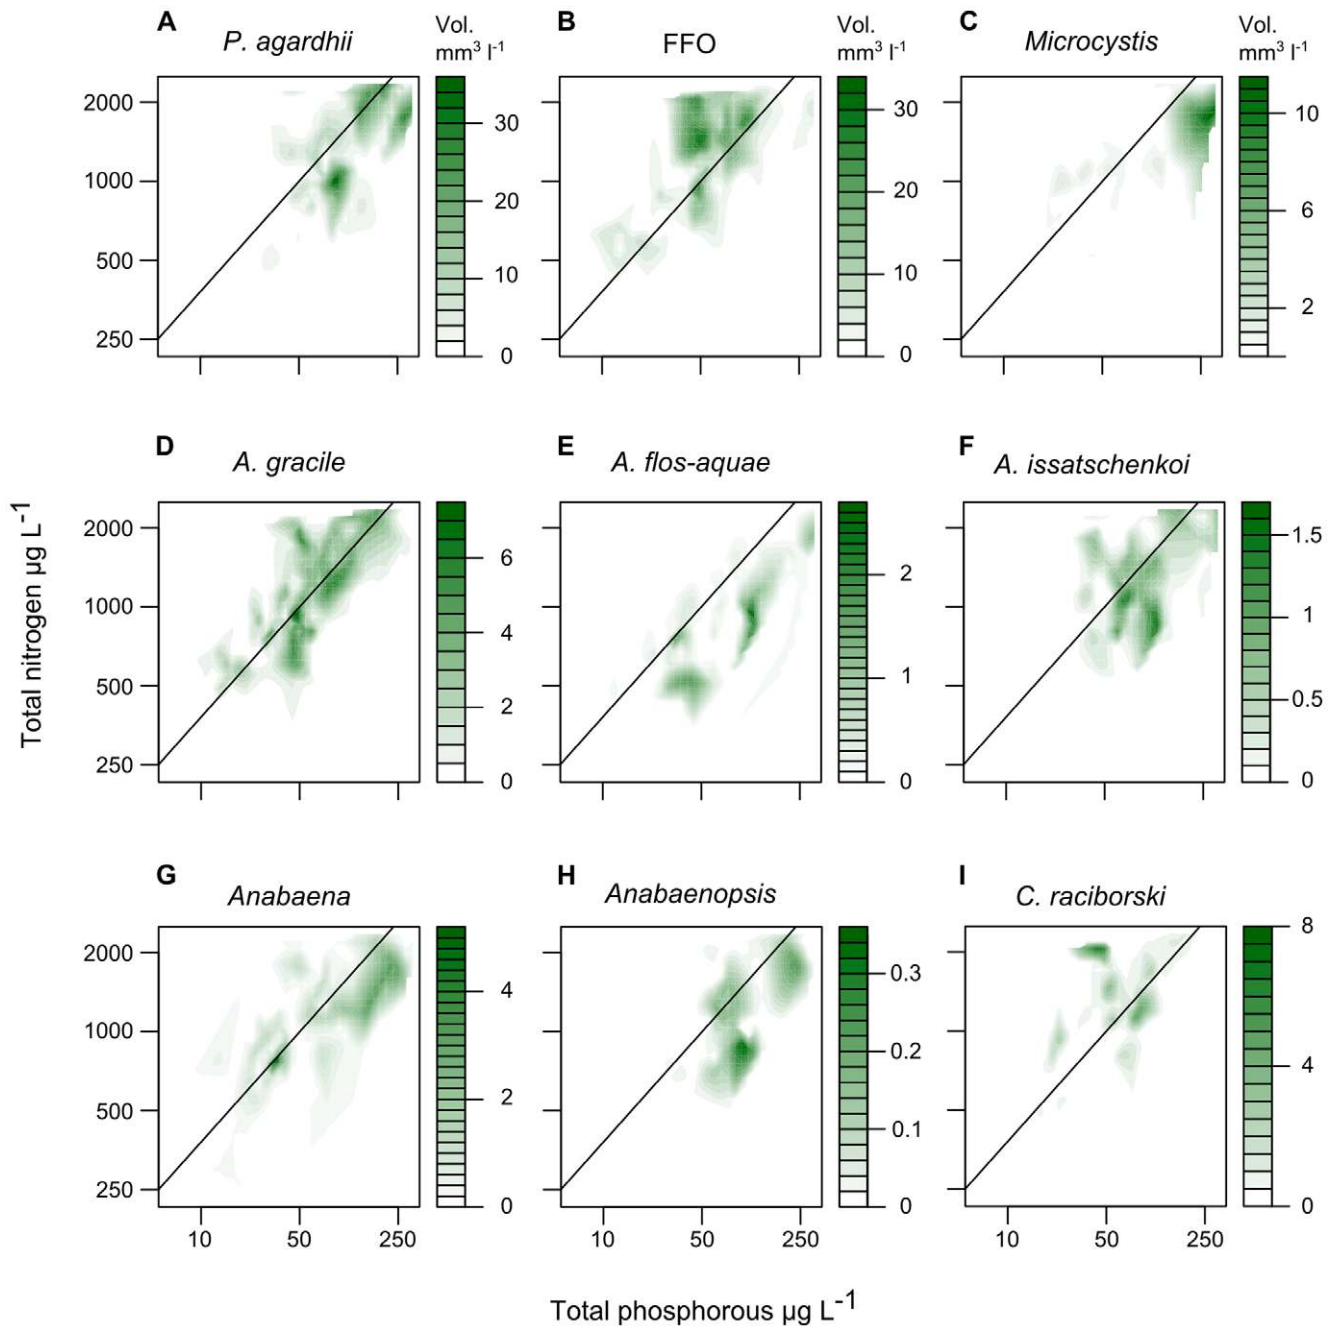 A
P. agardhii
Vol.
mm³ l⁻¹
B
FFO
Vol.
mm³ l⁻¹
C
Microcystis
Vol.
mm³ l⁻¹
2000
1000
500
250
30
20
10
0
30
20
10
0
10
6
2
D
A. gracile
E
A. flos-aquae
F
A. issatschenkoi
2000
1000
500
250
6
4
2
0
2
1
0
1.5
1
0.5
0
Total nitrogen µg L⁻¹
G
Anabaena
H
Anabaenopsis
I
C. raciborski
2000
1000
500
250
4
2
0
0.3
0.2
0.1
0
8
4
0
10 50 250
10 50 250
10 50 250
Total phosphorous µg L⁻¹